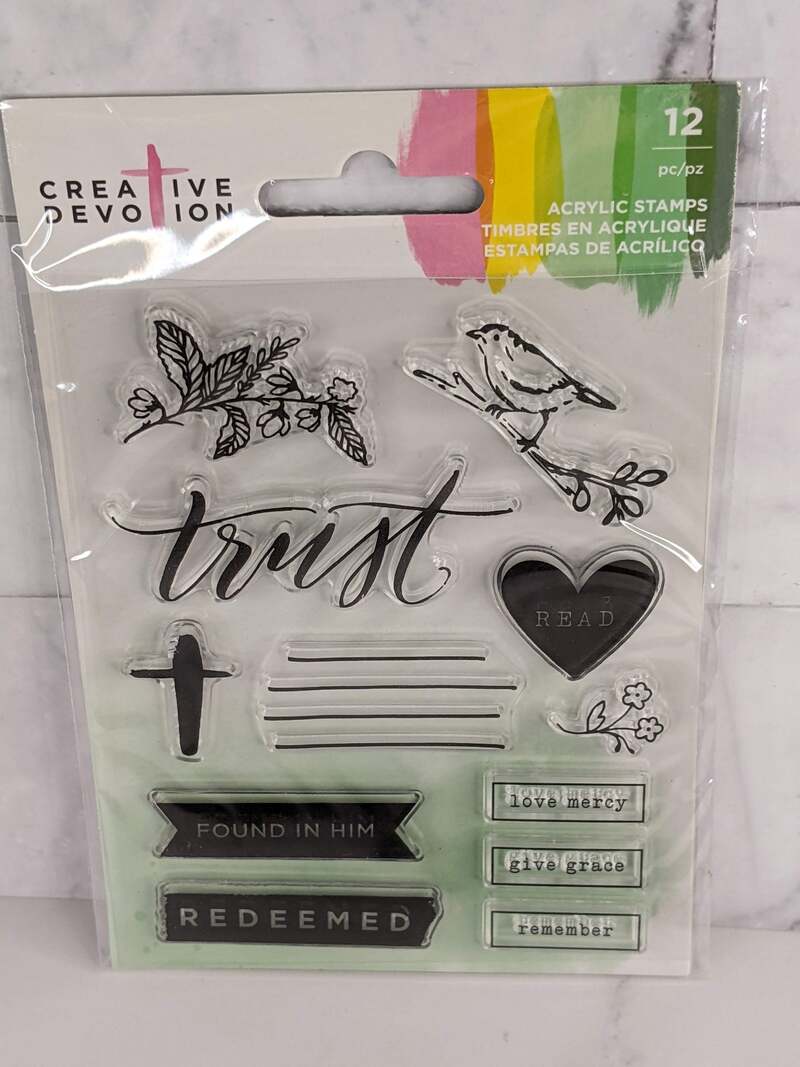 CREATIVE
DEVOTION
12
pc/pz
ACRYLIC STAMPS
TIMBRES EN ACRYLIQUE
ESTAMPAS DE ACRÍLICO
trust
READ
FOUND IN HIM
REDEEMED
love mercy
give grace
remember